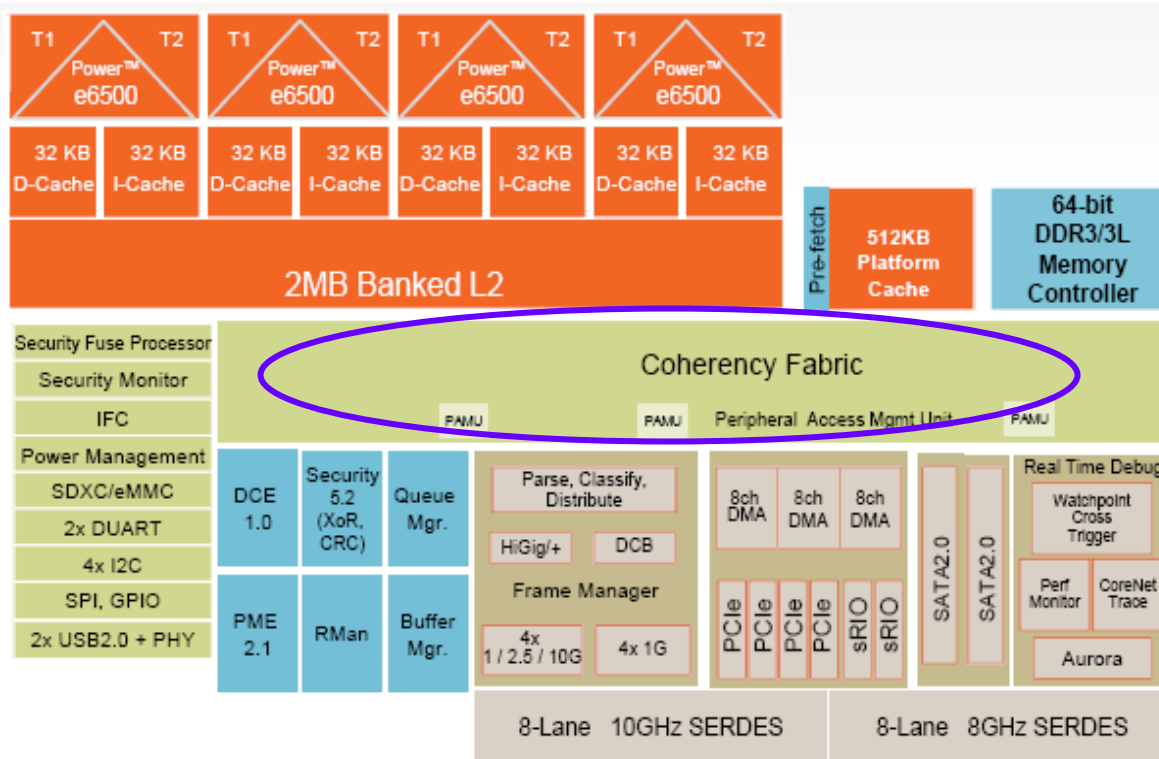 T1 T2
Power™
e6500
T1 T2
Power™
e6500
T1 T2
Power™
e6500
T1 T2
Power™
e6500
32 KB
D-Cache
32 KB
I-Cache
32 KB
D-Cache
32 KB
I-Cache
32 KB
D-Cache
32 KB
I-Cache
32 KB
D-Cache
32 KB
I-Cache
2MB Banked L2
Pre-fetch
512KB
Platform
Cache
64-bit
DDR3/3L
Memory
Controller
Security Fuse Processor
Security Monitor
IFC
Power Management
SDXC/eMMC
2x DUART
4x I2C
SPI, GPIO
2x USB2.0 + PHY
Coherency Fabric
PAMU
PAMU
Peripheral Access Mgmt Unit
PAMU
DCE
1.0
Security
5.2
(XoR,
CRC)
Queue
Mgr.
PME
2.1
RMan
Buffer
Mgr.
Parse, Classify,
Distribute
HiGig/+
DCB
Frame Manager
4x
1 / 2.5 / 10G
4x 1G
8ch
DMA
8ch
DMA
8ch
DMA
PCIe
PCIe
PCIe
PCIe
sRIO
sRIO
SATA2.0
SATA2.0
Real Time Debug
Watchpoint
Cross
Trigger
Perf
Monitor
CoreNet
Trace
Aurora
8-Lane 10GHz SERDES
8-Lane 8GHz SERDES